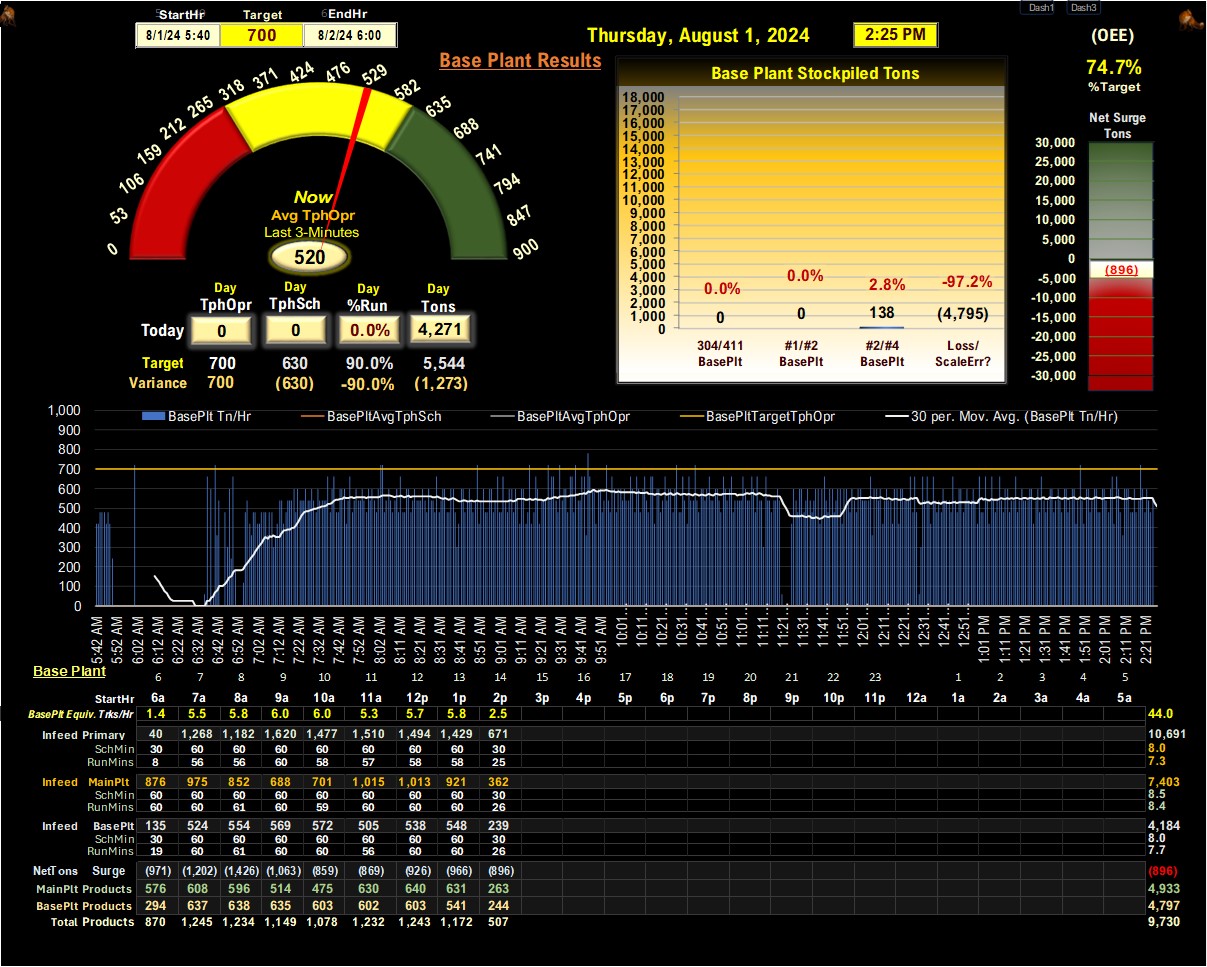 StartHr Target EndHr Dash1 Dash3
8/1/24 5:40 700 8/2/24 6:00
Thursday, August 1, 2024 2:25 PM (OEE)
Base Plant Results
74.7%
%Target
Base Plant Stockpiled Tons
Net Surge
Tons
0 53 106 159 212 265 318 371 424 476 529 582 635 688 741 794 847 900
Now
Avg TphOpr
Last 3-Minutes
520
18,000
17,000
16,000
15,000
14,000
13,000
12,000
11,000
10,000
9,000
8,000
7,000
6,000
5,000
4,000
3,000
2,000
1,000
0
0.0% 0.0% 2.8% -97.2%
0 0 138 (4,795)
304/411 #1/#2 #2/#4 Loss/
BasePlt BasePlt BasePlt ScaleErr?
30,000
25,000
20,000
15,000
10,000
5,000
0
(896)
-5,000
-10,000
-15,000
-20,000
-25,000
-30,000
Day Day Day Day
TphOpr TphSch %Run Tons
Today 0 0 0.0% 4,271
Target 700 630 90.0% 5,544
Variance 700 (630) -90.0% (1,273)
BasePlt Tn/Hr BasePltAvgTphSch BasePltAvgTphOpr BasePltTargetTphOpr 30 per. Mov. Avg. (BasePlt Tn/Hr)
1,000
900
800
700
600
500
400
300
200
100
0
5:42 AM 5:52 AM 6:02 AM 6:12 AM 6:22 AM 6:32 AM 6:42 AM 6:52 AM 7:02 AM 7:12 AM 7:22 AM 7:32 AM 7:42 AM 7:52 AM 8:02 AM 8:11 AM 8:21 AM 8:31 AM 8:41 AM 8:51 AM 9:01 AM 9:11 AM 9:21 AM 9:31 AM 9:41 AM 9:51 AM 10:01... 10:11... 10:21... 10:31... 10:41... 10:51... 11:01... 11:11... 11:21... 11:31... 11:41... 11:51... 12:01... 12:11... 12:21... 12:31... 12:41... 12:51... 1:01 PM 1:11 PM 1:21 PM 1:31 PM 1:41 PM 1:51 PM 2:01 PM 2:11 PM 2:21 PM
Base Plant 6 7 8 9 10 11 12 13 14 15 16 17 18 19 20 21 22 23 1 2 3 4 5
StartHr 6a 7a 8a 9a 10a 11a 12p 1p 2p 3p 4p 5p 6p 7p 8p 9p 10p 11p 12a 1a 2a 3a 4a 5a
BasePlt Equiv. Trks/Hr 1.4 5.5 5.8 6.0 6.0 5.3 5.7 5.8 2.5 44.0
Infeed Primary 40 1,268 1,182 1,620 1,477 1,510 1,494 1,429 671 10,691
SchMin 30 60 60 60 60 60 60 60 30 8.0
RunMins 8 56 56 60 58 57 58 58 25 7.3
Infeed MainPlt 876 975 852 688 701 1,015 1,013 921 362 7,403
SchMin 60 60 60 60 60 60 60 60 30 8.5
RunMins 60 60 61 60 59 60 60 60 26 8.4
Infeed BasePlt 135 524 554 569 572 505 538 548 239 4,184
SchMin 30 60 60 60 60 60 60 60 30 8.0
RunMins 19 60 61 60 60 56 60 60 26 7.7
NetTons Surge (971) (1,202) (1,426) (1,063) (859) (869) (926) (966) (896) (896)
MainPlt Products 576 608 596 514 475 630 640 631 263 4,933
BasePlt Products 294 637 638 635 603 602 603 541 244 4,797
Total Products 870 1,245 1,234 1,149 1,078 1,232 1,243 1,172 507 9,730